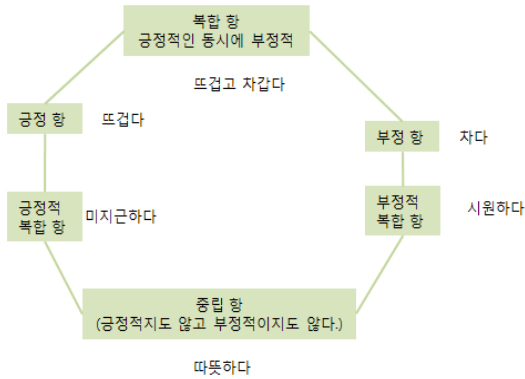 복합 항
긍정적인 동시에 부정적
뜨겁고 차갑다
긍정 항
뜨겁다
부정 항
차다
긍정적
복합 항
미지근하다
부정적
복합 항
시원하다
중립 항
(긍정적지도 않고 부정적이지도 않다.)
따뜻하다